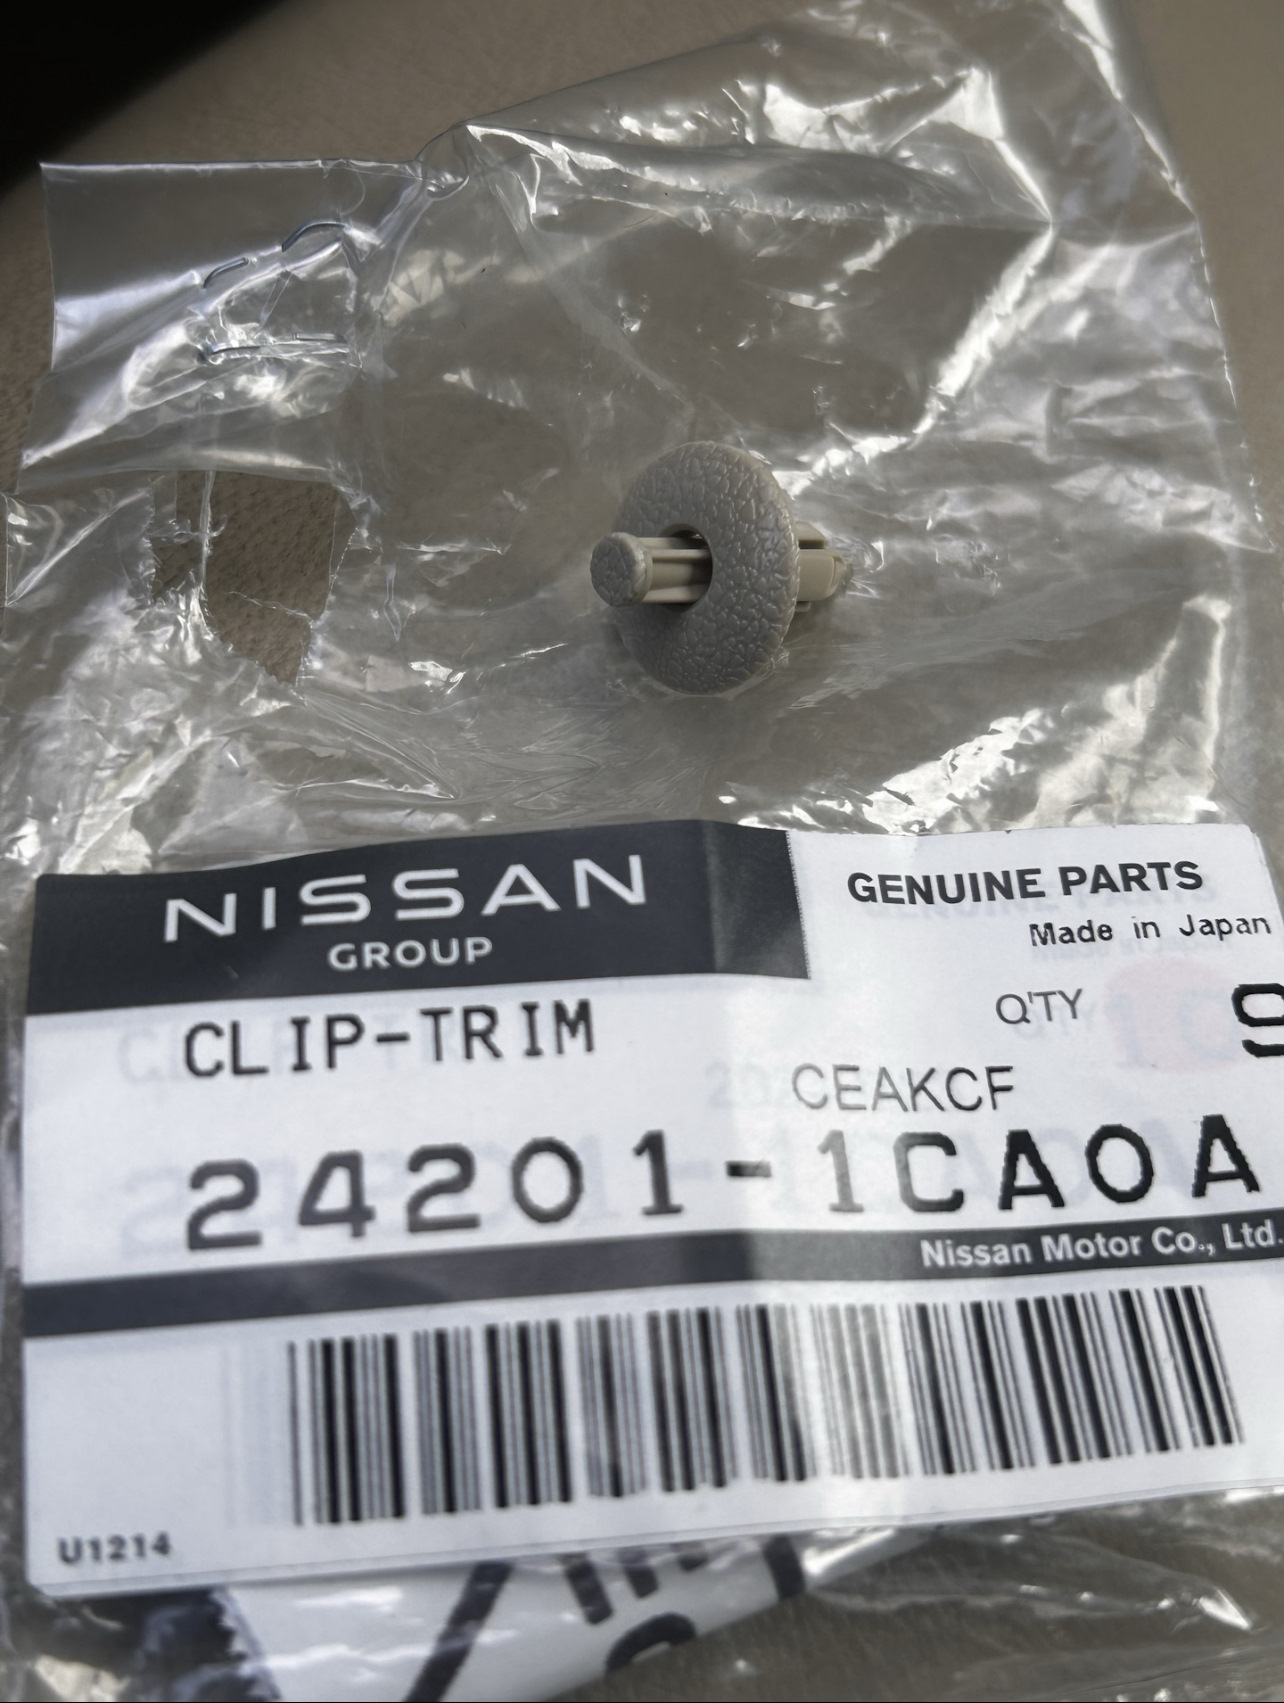 NISSAN
GROUP
GENUINE PARTS
Made in Japan
CLIP-TRIM
Q'TY
CEAKCF
24201-1CA0A
Nissan Motor Co., Ltd.
U1214